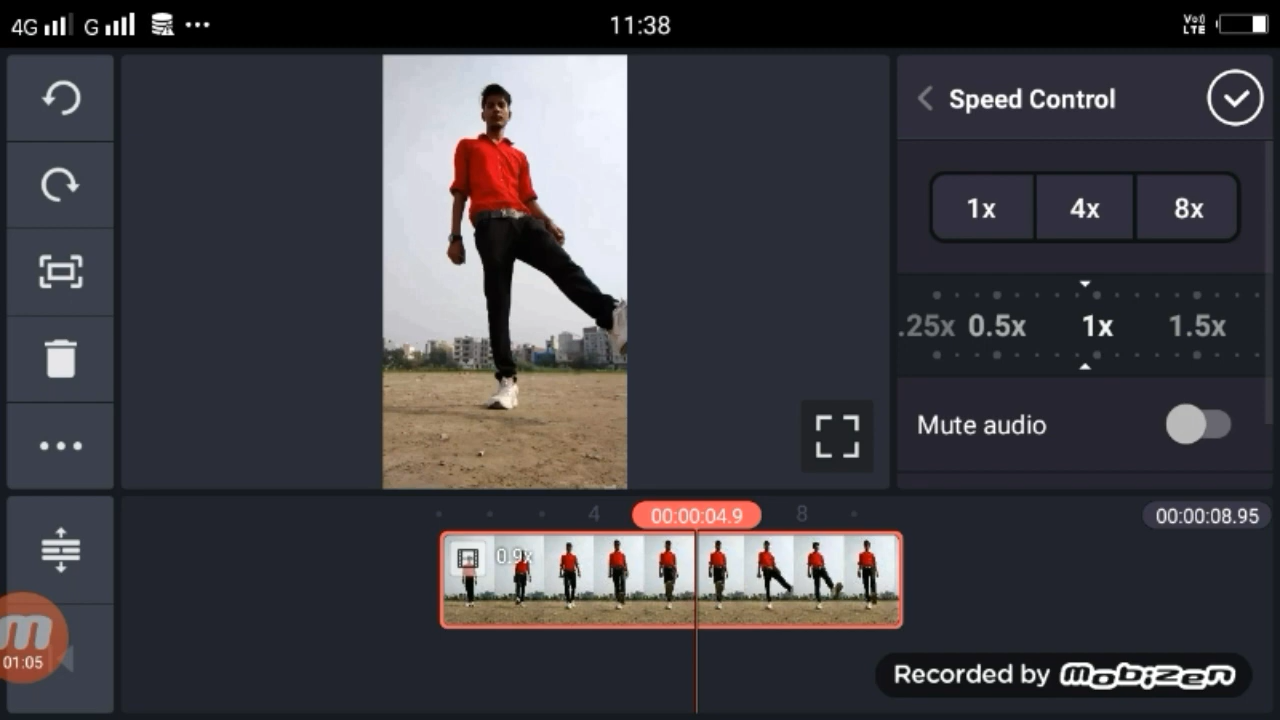 4G G 11:38 Vo)) LTE
Speed Control
1x 4x 8x
.25x 0.5x 1x 1.5x
Mute audio
4 00:00:04.9 8 00:00:08.95
0.9x
m
01:05
Recorded by mobizen